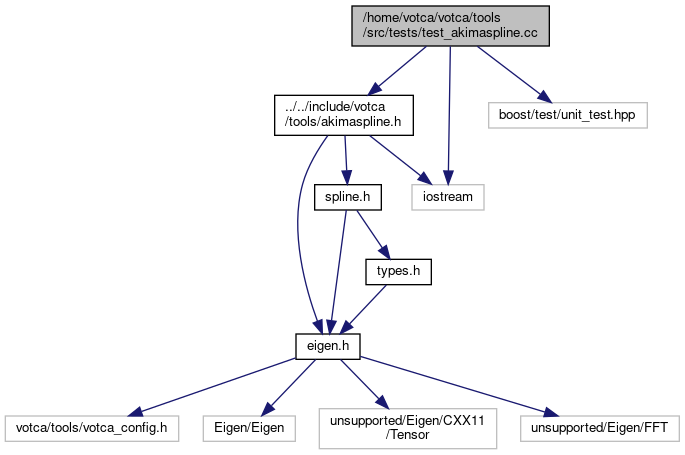 /home/votca/votca/tools
/src/tests/test_akimaspline.cc
../../include/votca
/tools/akimaspline.h
boost/test/unit_test.hpp
spline.h
iostream
types.h
eigen.h
votca/tools/votca_config.h
Eigen/Eigen
unsupported/Eigen/CXX11
/Tensor
unsupported/Eigen/FFT